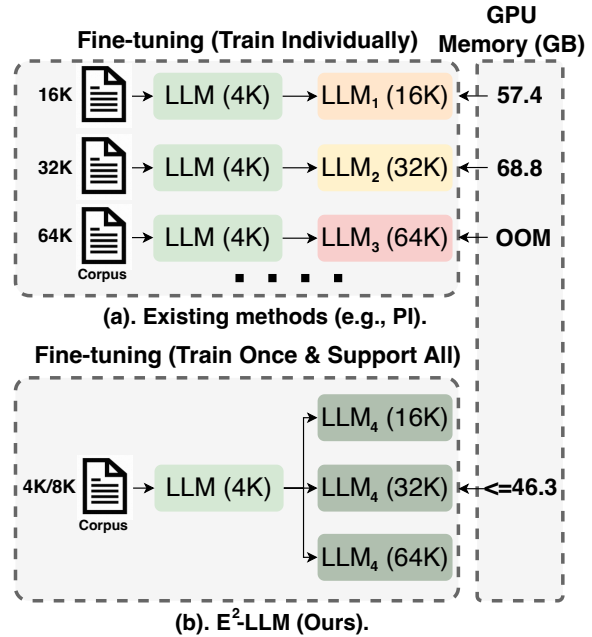 GPU
Memory (GB)
Fine-tuning (Train Individually)
16K LLM (4K) LLM₁ (16K) 57.4
32K LLM (4K) LLM₂ (32K) 68.8
64K LLM (4K) LLM₃ (64K) OOM
Corpus
(a). Existing methods (e.g., PI).
Fine-tuning (Train Once & Support All)
LLM₄ (16K)
4K/8K LLM (4K) LLM₄ (32K) <=46.3
Corpus
LLM₄ (64K)
(b). E²-LLM (Ours).